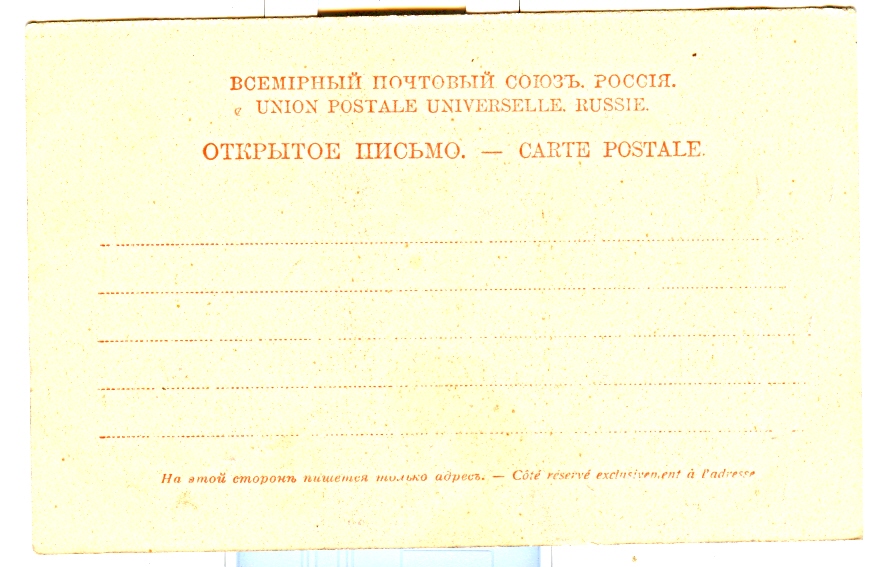 ВСЕМІРНЫЙ ПОЧТОВЫЙ СОЮЗЪ. РОССІЯ.
UNION POSTALE UNIVERSELLE. RUSSIE.
ОТКРЫТОЕ ПИСЬМО. — CARTE POSTALE.
На этой сторонѣ пишется только адресъ. — Côté réservé exclusivement à l'adresse